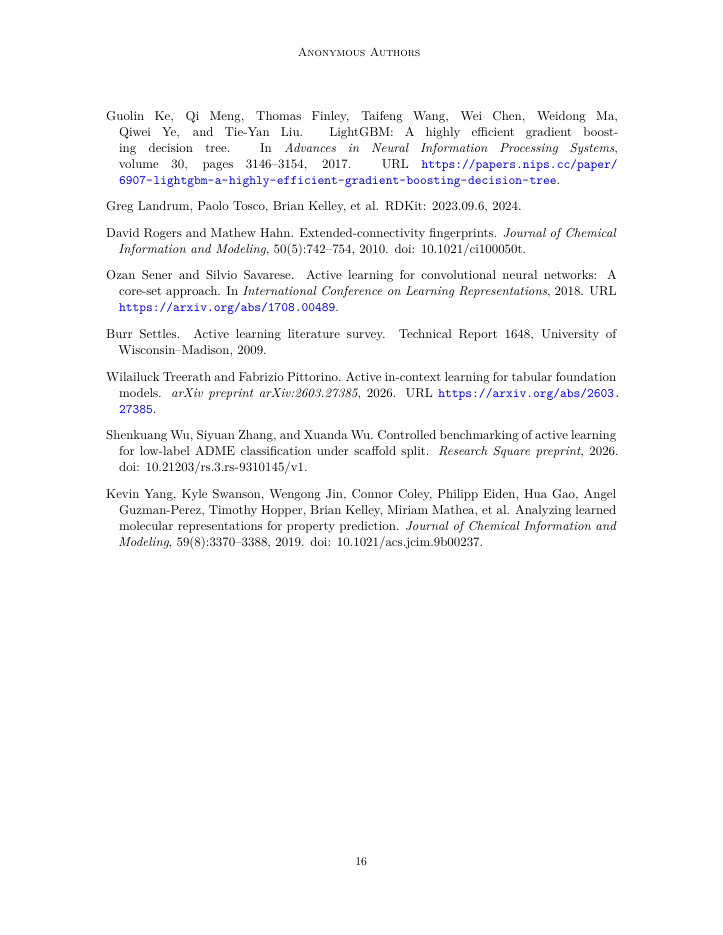 Anonymous Authors
Guolin Ke, Qi Meng, Thomas Finley, Taifeng Wang, Wei Chen, Weidong Ma,
Qiwei Ye, and Tie-Yan Liu. LightGBM: A highly efficient gradient boost-
ing decision tree. In Advances in Neural Information Processing Systems,
volume 30, pages 3146–3154, 2017. URL https://papers.nips.cc/paper/
6907-lightgbm-a-highly-efficient-gradient-boosting-decision-tree.
Greg Landrum, Paolo Tosco, Brian Kelley, et al. RDKit: 2023.09.6, 2024.
David Rogers and Mathew Hahn. Extended-connectivity fingerprints. Journal of Chemical
Information and Modeling, 50(5):742–754, 2010. doi: 10.1021/ci100050t.
Ozan Sener and Silvio Savarese. Active learning for convolutional neural networks: A
core-set approach. In International Conference on Learning Representations, 2018. URL
https://arxiv.org/abs/1708.00489.
Burr Settles. Active learning literature survey. Technical Report 1648, University of
Wisconsin–Madison, 2009.
Wilailuck Treerath and Fabrizio Pittorino. Active in-context learning for tabular foundation
models. arXiv preprint arXiv:2603.27385, 2026. URL https://arxiv.org/abs/2603.
27385.
Shenkuang Wu, Siyuan Zhang, and Xuanda Wu. Controlled benchmarking of active learning
for low-label ADME classification under scaffold split. Research Square preprint, 2026.
doi: 10.21203/rs.3.rs-9310145/v1.
Kevin Yang, Kyle Swanson, Wengong Jin, Connor Coley, Philipp Eiden, Hua Gao, Angel
Guzman-Perez, Timothy Hopper, Brian Kelley, Miriam Mathea, et al. Analyzing learned
molecular representations for property prediction. Journal of Chemical Information and
Modeling, 59(8):3370–3388, 2019. doi: 10.1021/acs.jcim.9b00237.
16